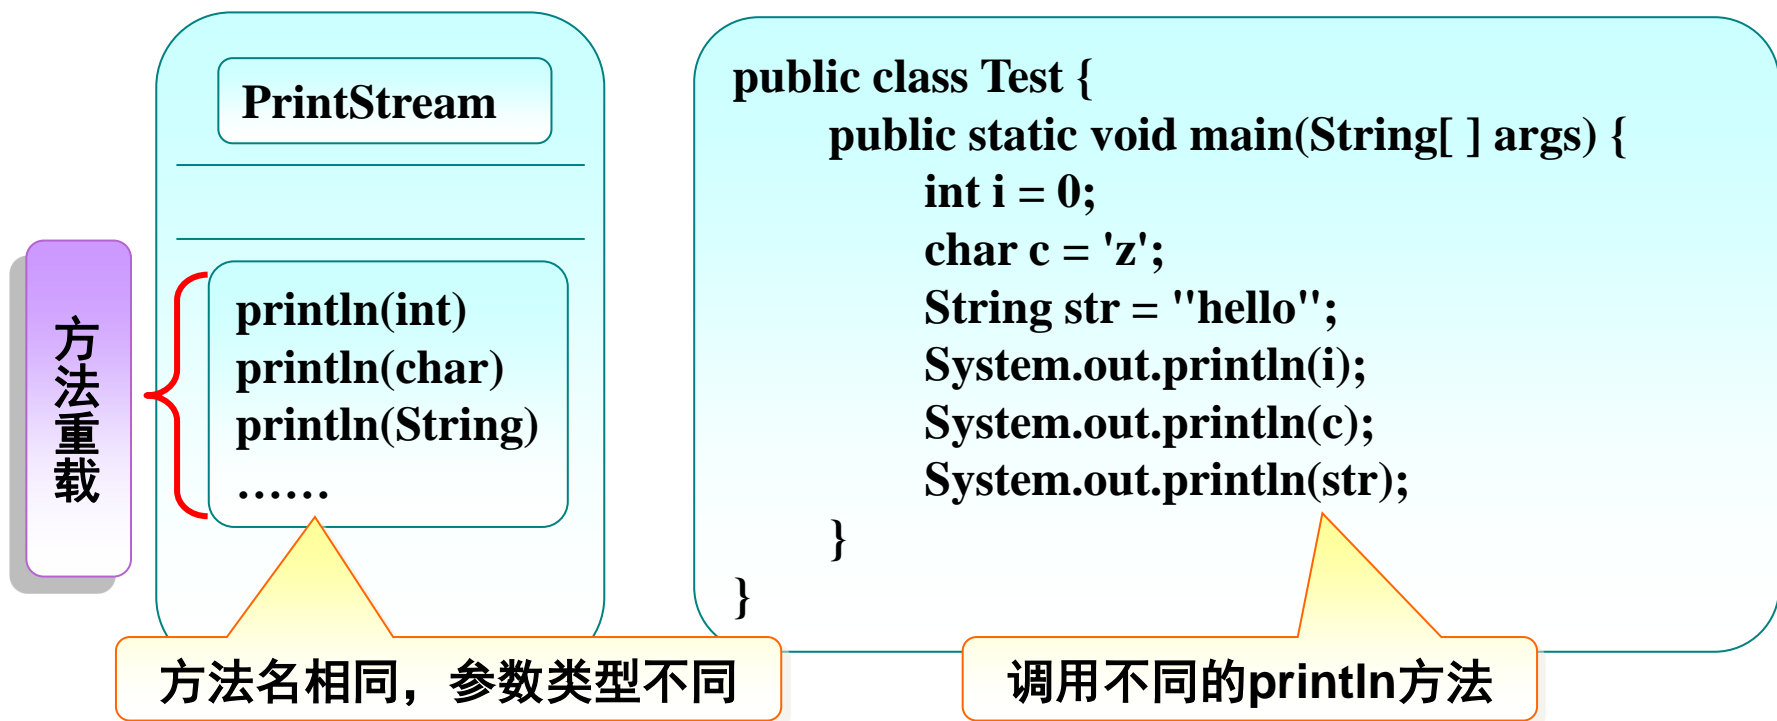 PrintStream
方法重载
println(int)
println(char)
println(String)
……
方法名相同，参数类型不同
public class Test {
public static void main(String[ ] args) {
int i = 0;
char c = 'z';
String str = "hello";
System.out.println(i);
System.out.println(c);
System.out.println(str);
}
}
调用不同的println方法